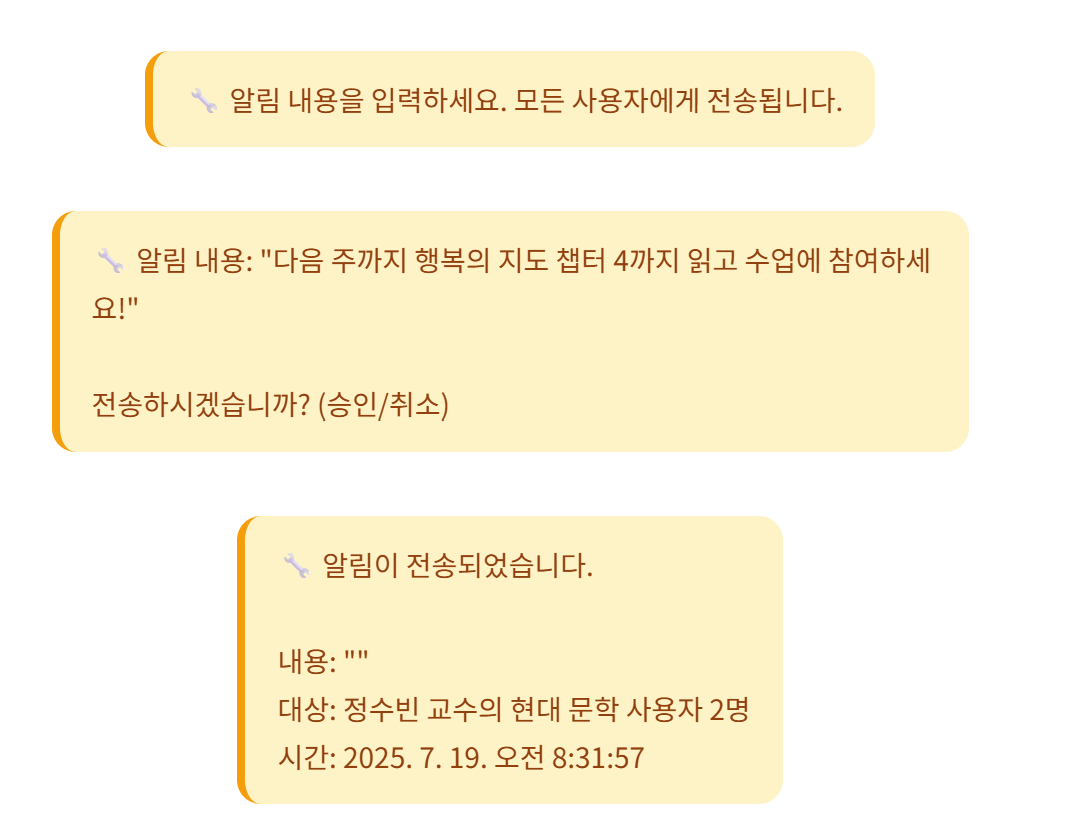 🔧 알림 내용을 입력하세요. 모든 사용자에게 전송됩니다.
🔧 알림 내용: "다음 주까지 행복의 지도 챕터 4까지 읽고 수업에 참여하세
요!"
전송하시겠습니까? (승인/취소)
🔧 알림이 전송되었습니다.
내용: ""
대상: 정수빈 교수의 현대 문학 사용자 2명
시간: 2025. 7. 19. 오전 8:31:57